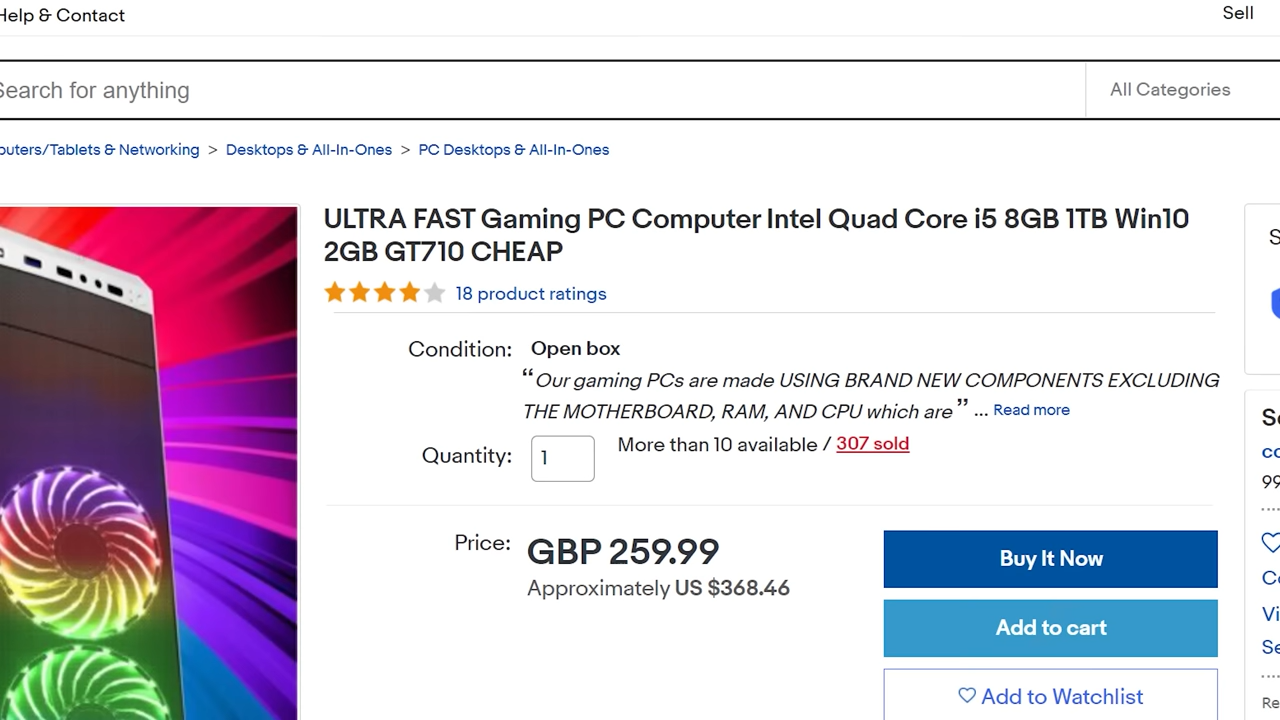 Help & Contact
Sell
Search for anything
All Categories
puters/Tablets & Networking > Desktops & All-In-Ones > PC Desktops & All-In-Ones
ULTRA FAST Gaming PC Computer Intel Quad Core i5 8GB 1TB Win10
2GB GT710 CHEAP
18 product ratings
Condition: Open box
“Our gaming PCs are made USING BRAND NEW COMPONENTS EXCLUDING
THE MOTHERBOARD, RAM, AND CPU which are” ... Read more
Quantity: 1 More than 10 available / 307 sold
Price: GBP 259.99
Approximately US $368.46
Buy It Now
Add to cart
Add to Watchlist